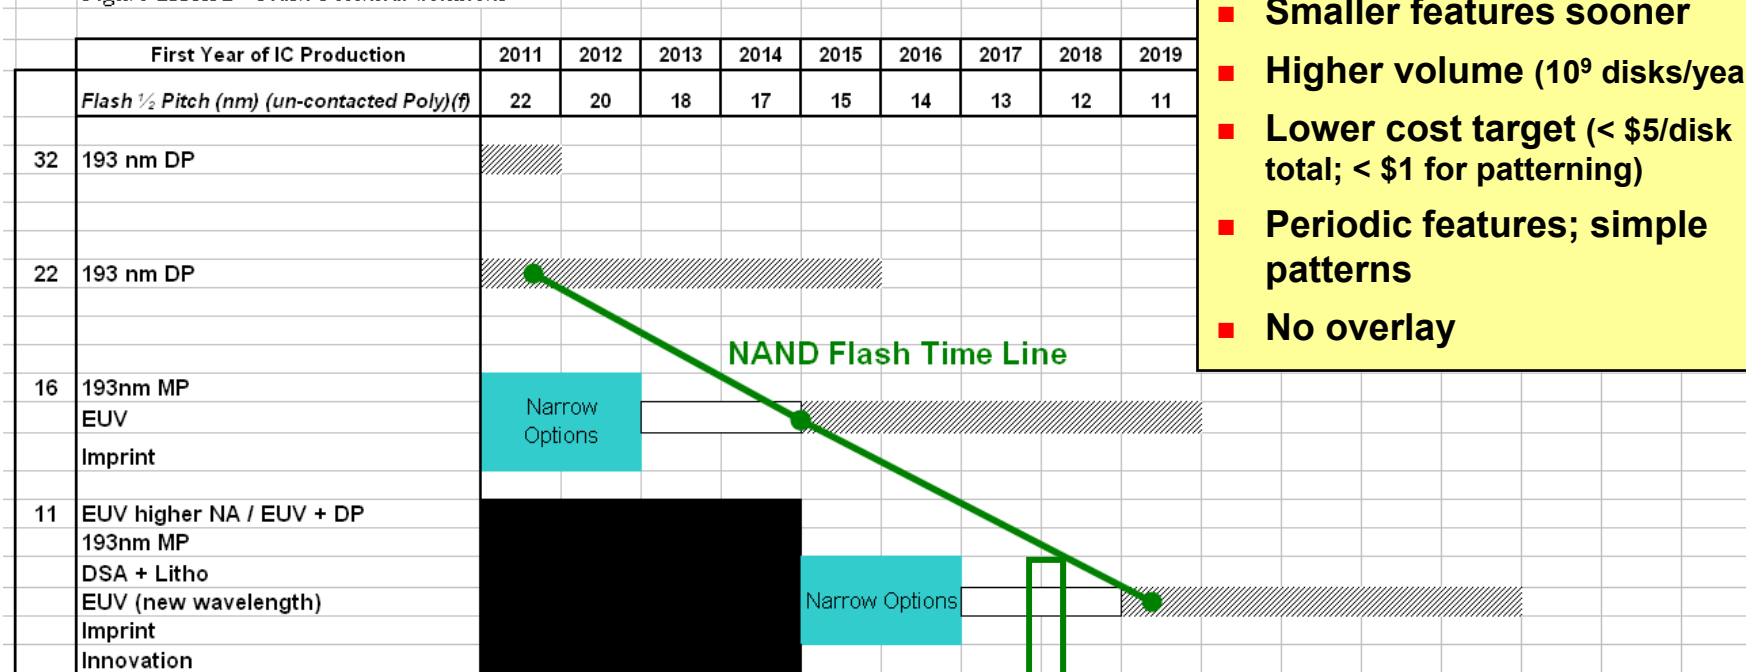 First Year of IC Production 2011 2012 2013 2014 2015 2016 2017 2018 2019
Flash ½ Pitch (nm) (un-contacted Poly)(f) 22 20 18 17 15 14 13 12 11
32 193 nm DP
22 193 nm DP
NAND Flash Time Line
16 193nm MP
EUV
Imprint
Narrow
Options
11 EUV higher NA / EUV + DP
193nm MP
DSA + Litho
EUV (new wavelength)
Imprint
Innovation
Narrow Options
Smaller features sooner
Higher volume (10⁹ disks/yea
Lower cost target (< $5/disk
total; < $1 for patterning)
Periodic features; simple
patterns
No overlay